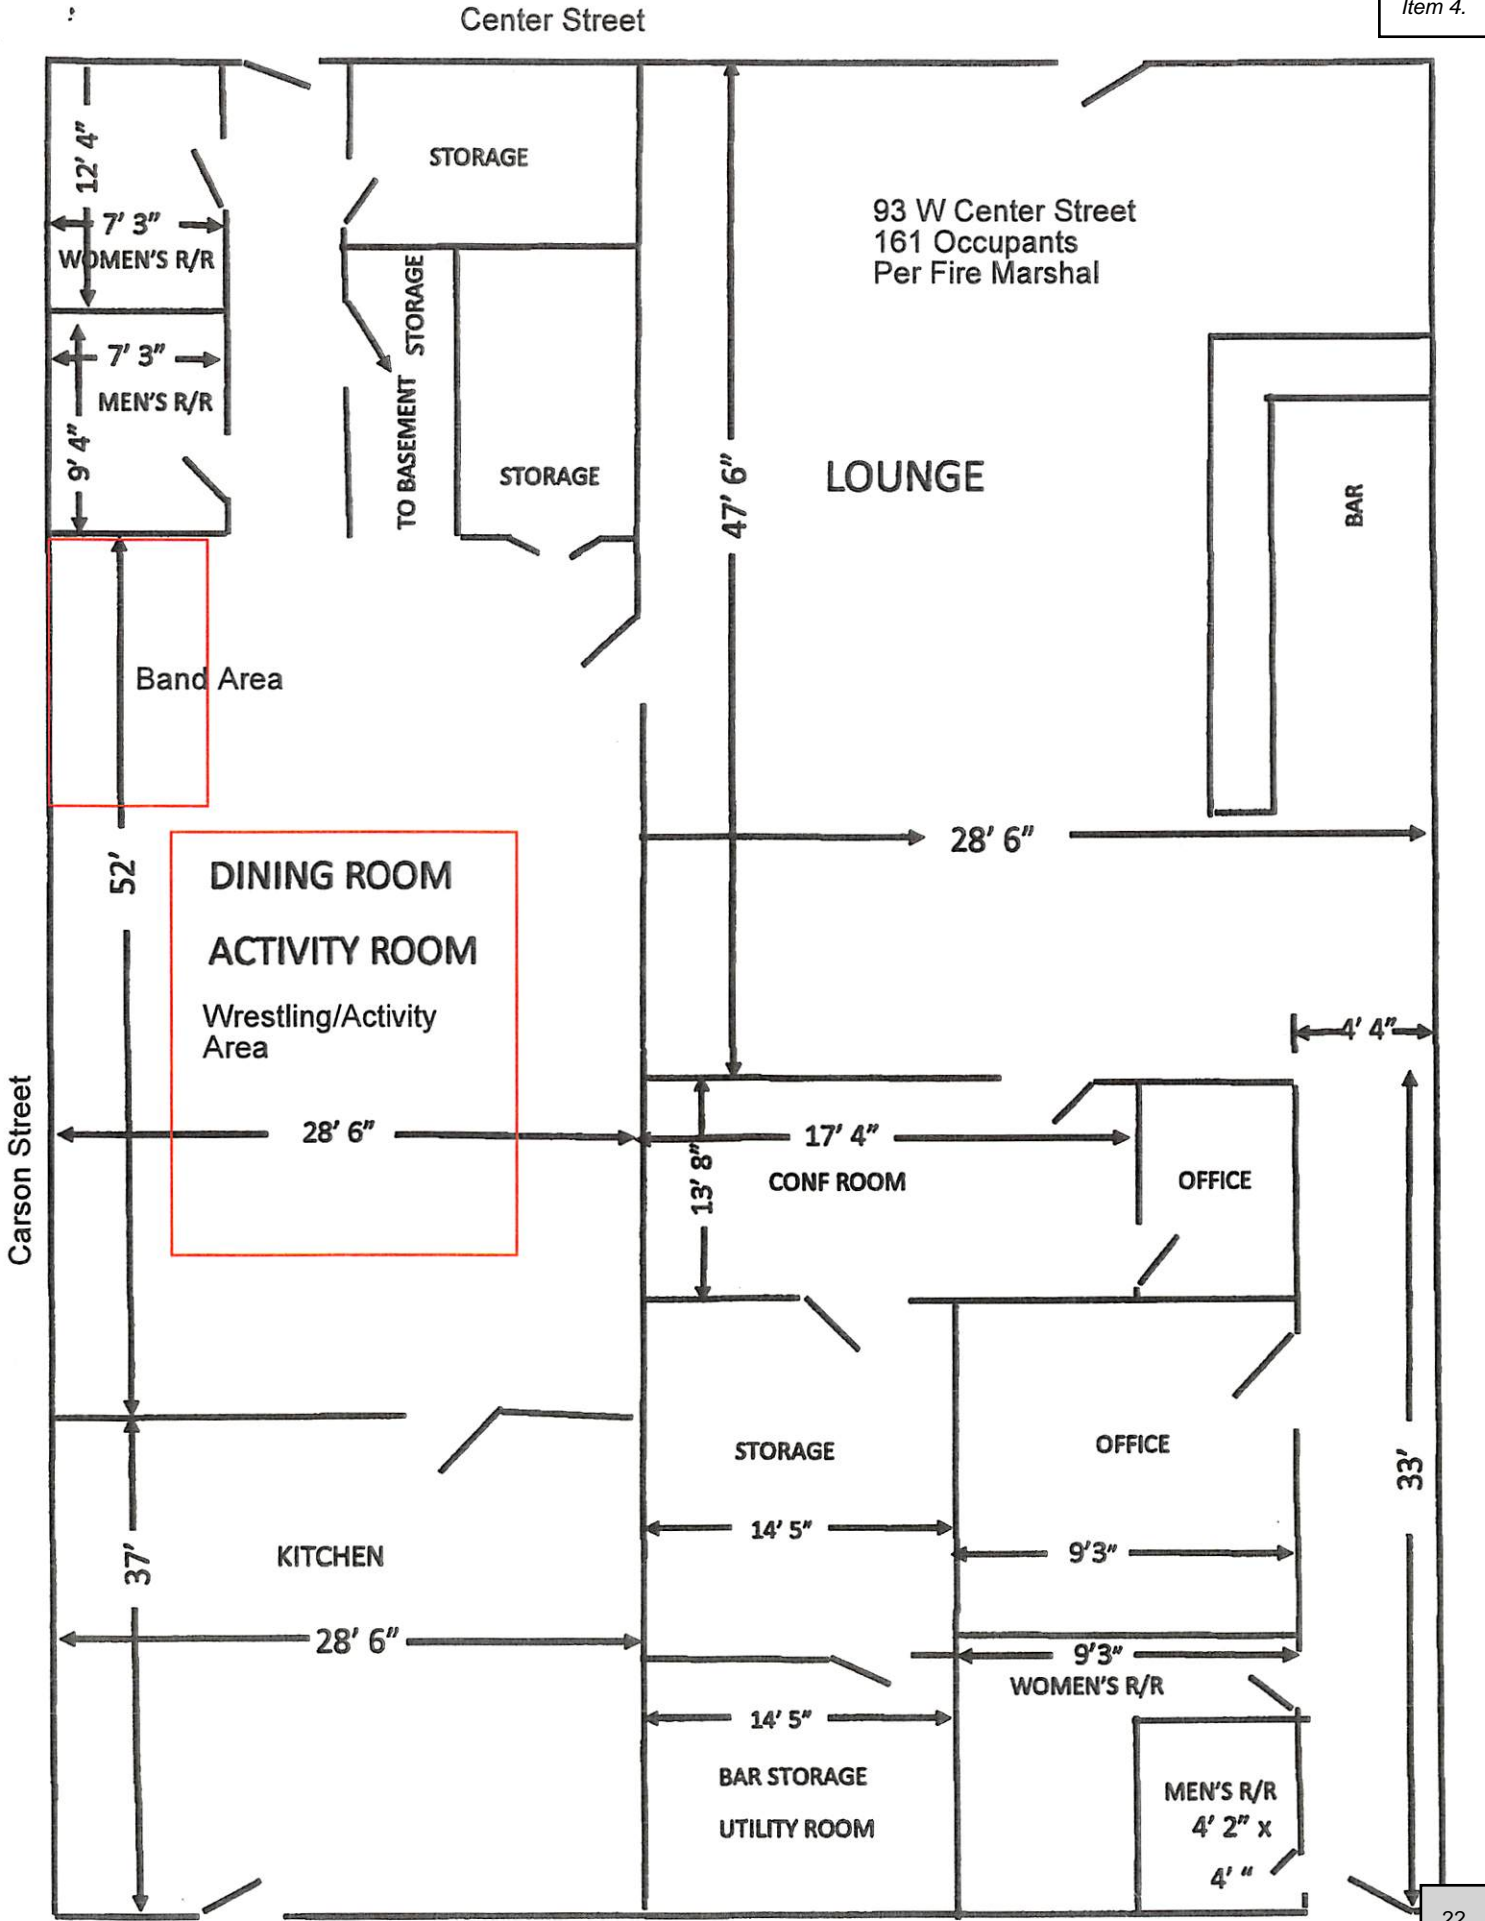 Center Street
Item 4.
12' 4"
7' 3"
WOMEN'S R/R
7' 3"
MEN'S R/R
9' 4"
STORAGE
STORAGE
TO BASEMENT
STORAGE
93 W Center Street
161 Occupants
Per Fire Marshal
LOUNGE
47' 6"
BAR
Band Area
28' 6"
52'
DINING ROOM
ACTIVITY ROOM
Wrestling/Activity
Area
28' 6"
Carson Street
4' 4"
17' 4"
13' 8"
CONF ROOM
OFFICE
STORAGE
OFFICE
33'
14' 5"
9'3"
KITCHEN
37'
28' 6"
9'3"
WOMEN'S R/R
14' 5"
BAR STORAGE
UTILITY ROOM
MEN'S R/R
4' 2" x
4' "
22